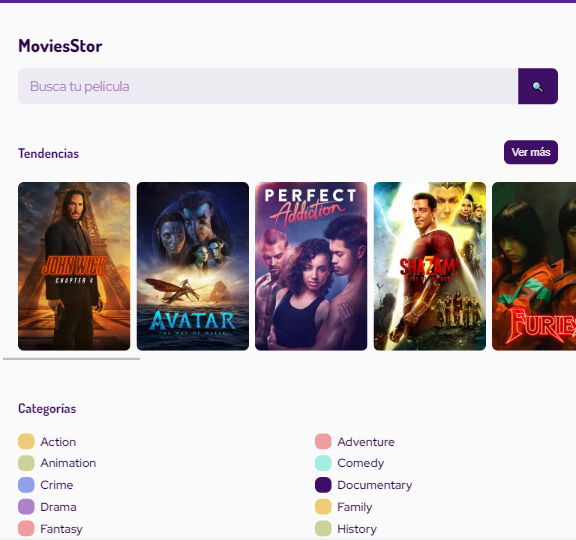 MoviesStor
Busca tu película
Tendencias
Ver más
JOHN WICK
CHAPTER 4
AVATAR
THE WAY OF WATER
PERFECT
Addiction
SHAZAM!
FURIES
Categorías
Action
Adventure
Animation
Comedy
Crime
Documentary
Drama
Family
Fantasy
History